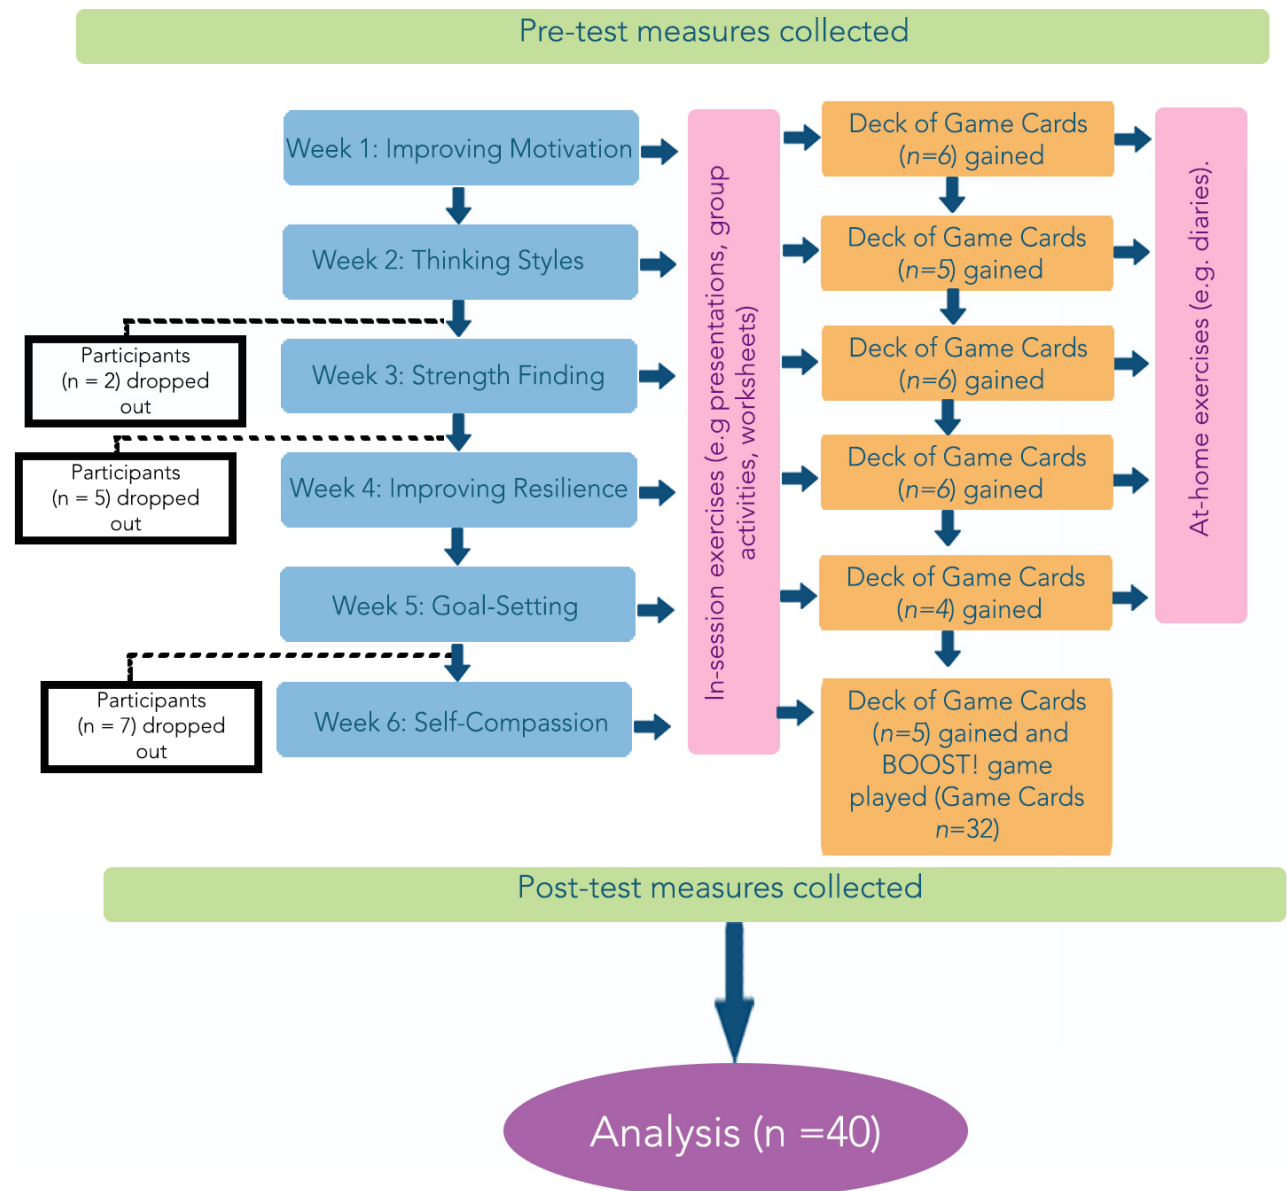 Pre-test measures collected
Week 1: Improving Motivation
Week 2: Thinking Styles
Participants
(n = 2) dropped
out
Week 3: Strength Finding
Participants
(n = 5) dropped
out
Week 4: Improving Resilience
Week 5: Goal-Setting
Participants
(n = 7) dropped
out
Week 6: Self-Compassion
In-session exercises (e.g presentations, group
activities, worksheets)
Deck of Game Cards
(n=6) gained
Deck of Game Cards
(n=5) gained
Deck of Game Cards
(n=6) gained
Deck of Game Cards
(n=6) gained
Deck of Game Cards
(n=4) gained
Deck of Game Cards
(n=5) gained and
BOOST! game
played (Game Cards
n=32)
At-home exercises (e.g. diaries).
Post-test measures collected
Analysis (n =40)